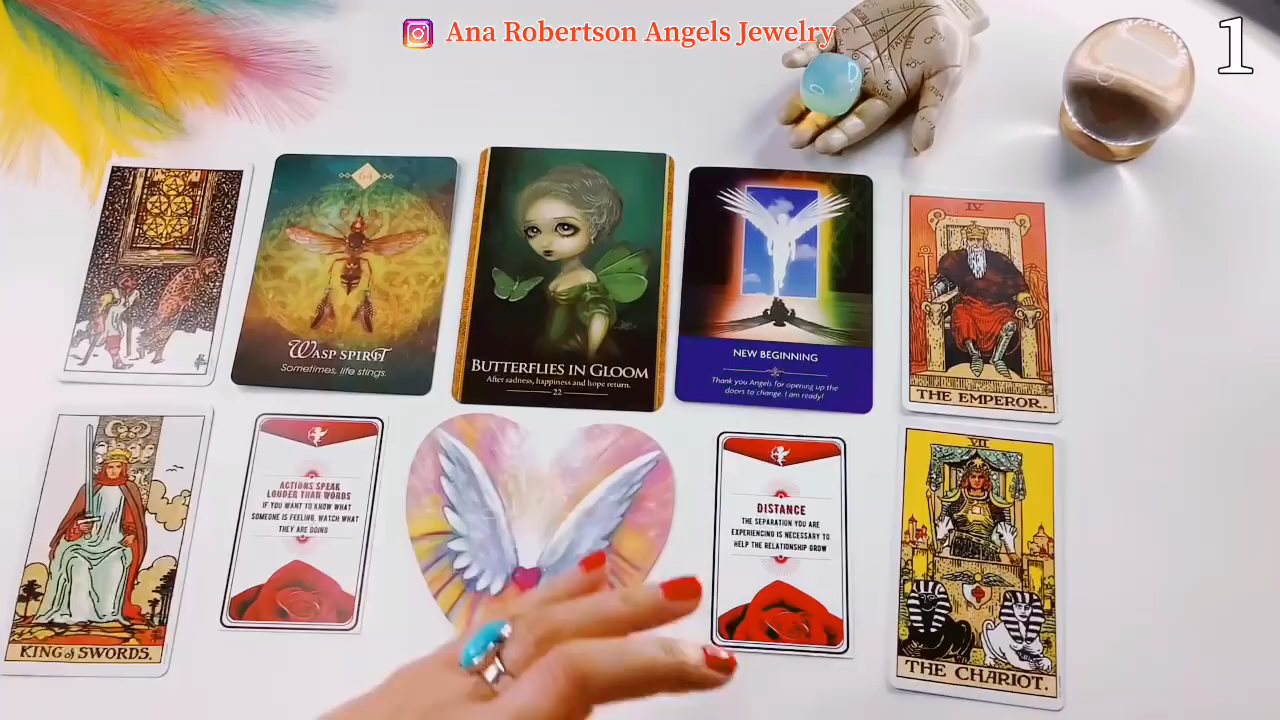 Ana Robertson Angels Jewelry
1
64
WASP SPIRIT
Sometimes, life stings.
BUTTERFLIES IN GLOOM
After sadness, happiness and hope return.
22
NEW BEGINNING
Thank you Angels for opening up the
doors to change. I am ready!
IV
THE EMPEROR.
KING of SWORDS.
ACTIONS SPEAK
LOUDER THAN WORDS
IF YOU WANT TO KNOW WHAT
SOMEONE IS FEELING, WATCH WHAT
THEY ARE DOING
DISTANCE
THE SEPARATION YOU ARE
EXPERIENCING IS NECESSARY TO
HELP THE RELATIONSHIP GROW
VII
THE CHARIOT.